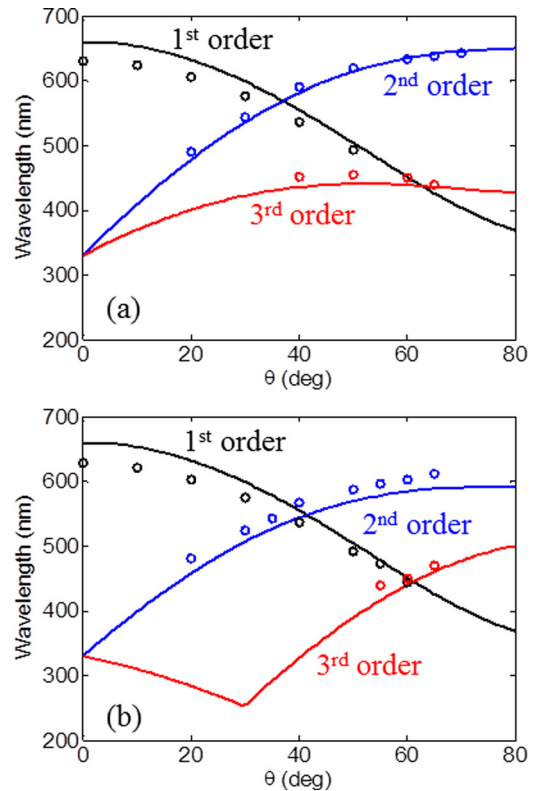 700
1st order
600
2nd order
500
Wavelength (nm)
400
3rd order
300
(a)
200
0 20 40 60 80
θ (deg)
700
1st order
600
2nd order
500
Wavelength (nm)
400
3rd order
300
(b)
200
0 20 40 60 80
θ (deg)